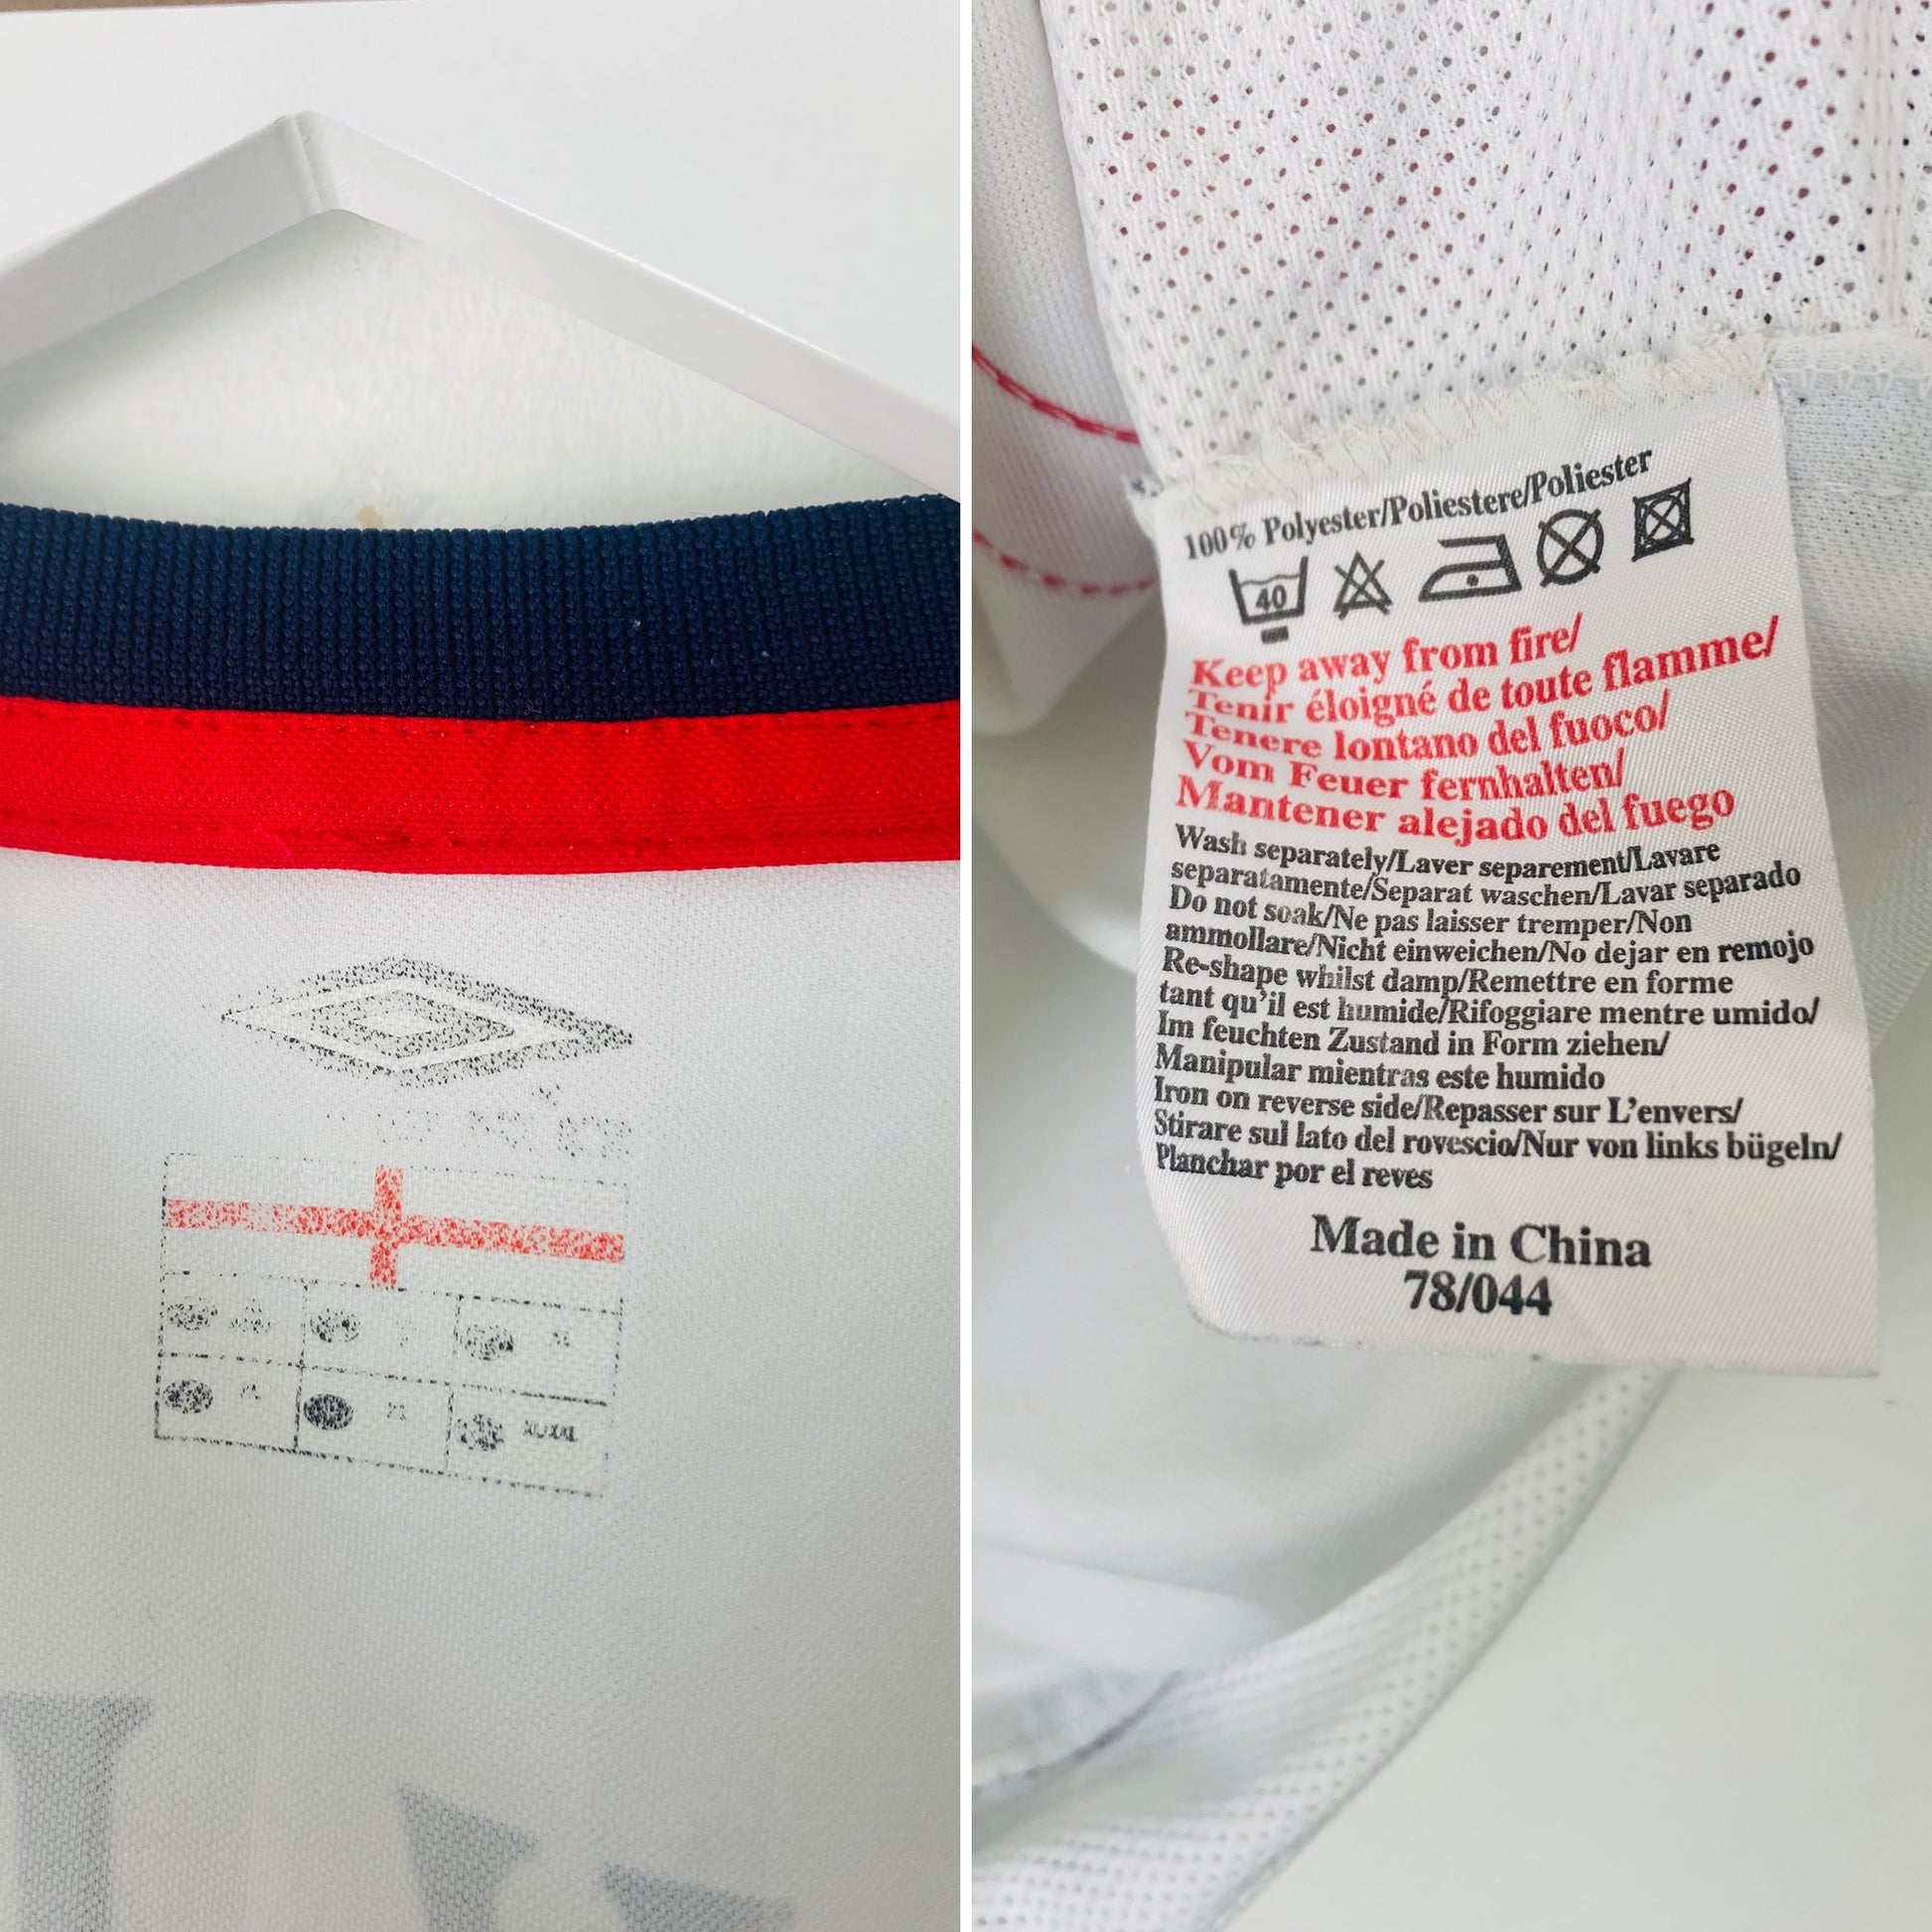 XL/XXL
100% Polyester/Poliestere/Poliester
40
Keep away from fire/
Tenir éloigné de toute flamme/
Tenere lontano del fuoco/
Vom Feuer fernhalten/
Mantener alejado del fuego
Wash separately/Laver separement/Lavare
separatamente/Separat waschen/Lavar separado
Do not soak/Ne pas laisser tremper/Non
ammollare/Nicht einweichen/No dejar en remojo
Re-shape whilst damp/Remettre en forme
tant qu'il est humide/Rifoggiare mentre umido/
Im feuchten Zustand in Form ziehen/
Manipular mientras este humido
Iron on reverse side/Repasser sur L'envers/
Stirare sul lato del rovescio/Nur von links bügeln/
Planchar por el reves
Made in China
78/044